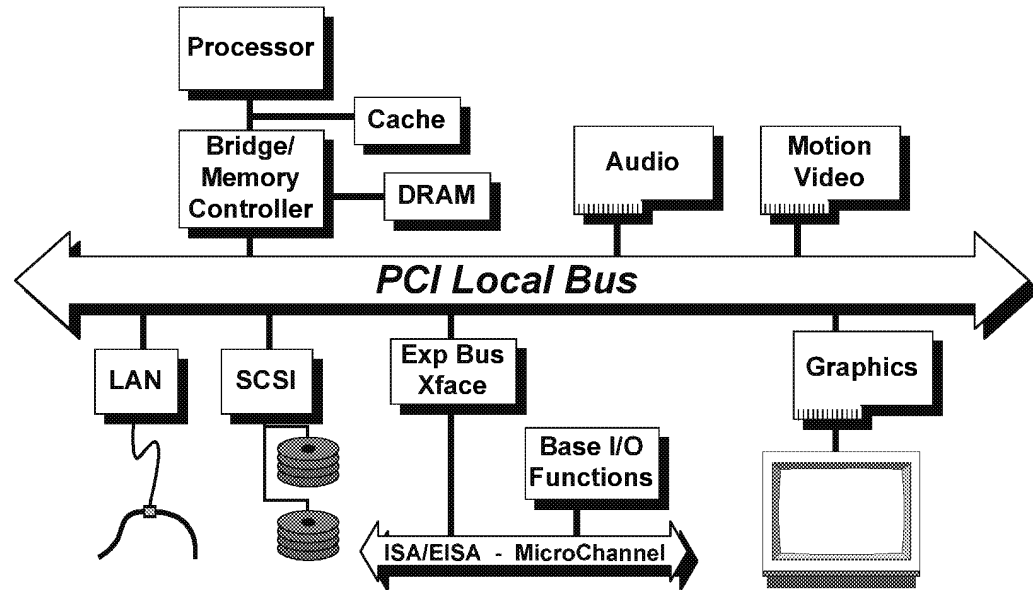 Processor
Cache
Bridge/
Memory
Controller
DRAM
Audio
Motion
Video
PCI Local Bus
LAN
SCSI
Exp Bus
Xface
Graphics
Base I/O
Functions
ISA/EISA - MicroChannel